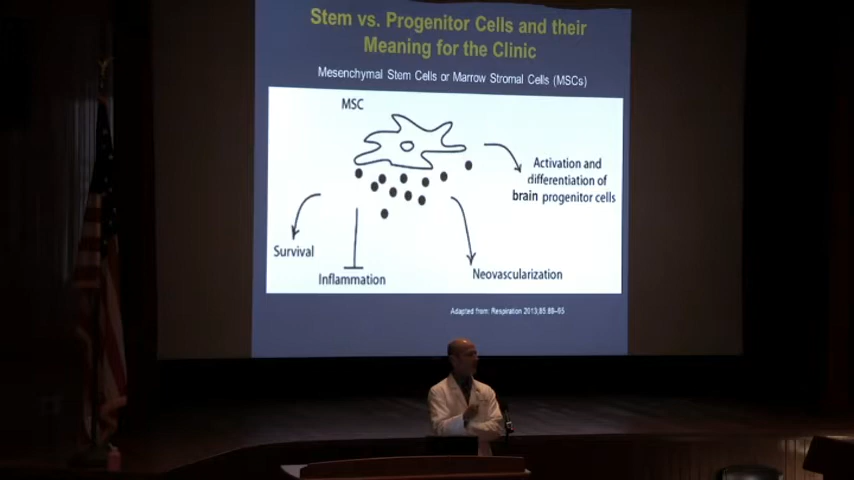 Stem vs. Progenitor Cells and their
Meaning for the Clinic
Mesenchymal Stem Cells or Marrow Stromal Cells (MSCs)
MSC
Activation and
differentiation of
brain progenitor cells
Survival
Inflammation
Neovascularization
Adapted from: Respiration 2013;85:89–95